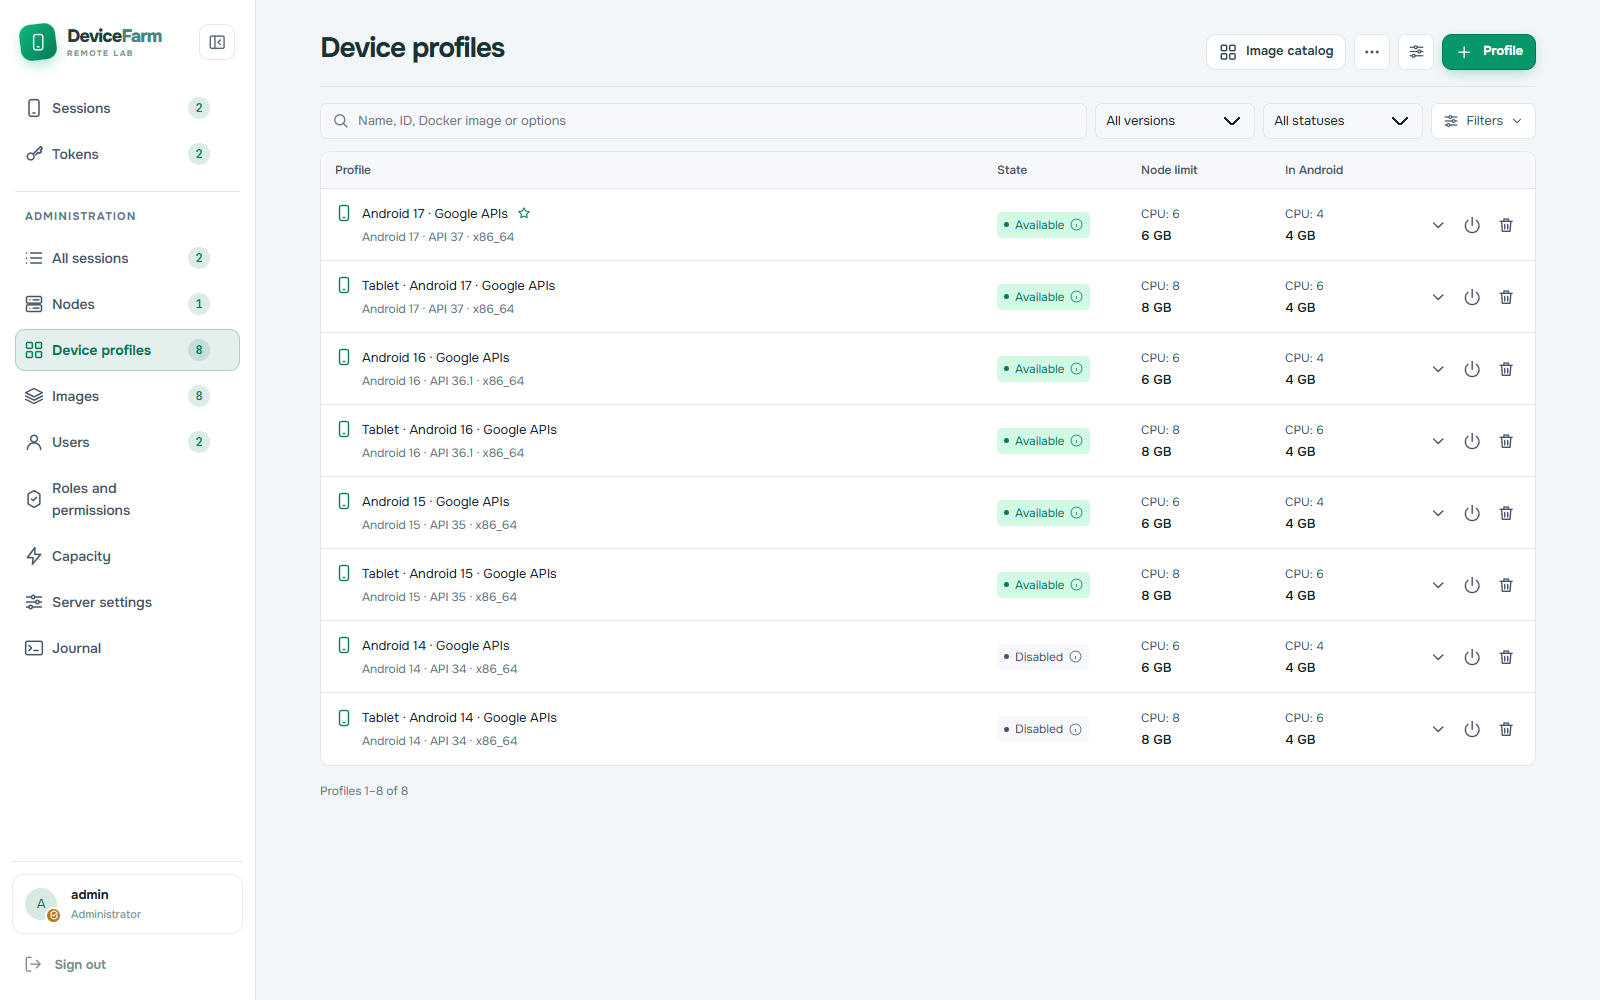 DeviceFarm
REMOTE LAB
Sessions 2
Tokens 2
ADMINISTRATION
All sessions 2
Nodes 1
Device profiles 8
Images 8
Users 2
Roles and
permissions
Capacity
Server settings
Journal
A
admin
Administrator
Sign out
Device profiles
Image catalog
Profile
Name, ID, Docker image or options
All versions
All statuses
Filters
Profile State Node limit In Android
Android 17 · Google APIs
Android 17 · API 37 · x86_64
Available
CPU: 6
6 GB
CPU: 4
4 GB
Tablet · Android 17 · Google APIs
Android 17 · API 37 · x86_64
Available
CPU: 8
8 GB
CPU: 6
4 GB
Android 16 · Google APIs
Android 16 · API 36.1 · x86_64
Available
CPU: 6
6 GB
CPU: 4
4 GB
Tablet · Android 16 · Google APIs
Android 16 · API 36.1 · x86_64
Available
CPU: 8
8 GB
CPU: 6
4 GB
Android 15 · Google APIs
Android 15 · API 35 · x86_64
Available
CPU: 6
6 GB
CPU: 4
4 GB
Tablet · Android 15 · Google APIs
Android 15 · API 35 · x86_64
Available
CPU: 8
8 GB
CPU: 6
4 GB
Android 14 · Google APIs
Android 14 · API 34 · x86_64
Disabled
CPU: 6
6 GB
CPU: 4
4 GB
Tablet · Android 14 · Google APIs
Android 14 · API 34 · x86_64
Disabled
CPU: 8
8 GB
CPU: 6
4 GB
Profiles 1–8 of 8